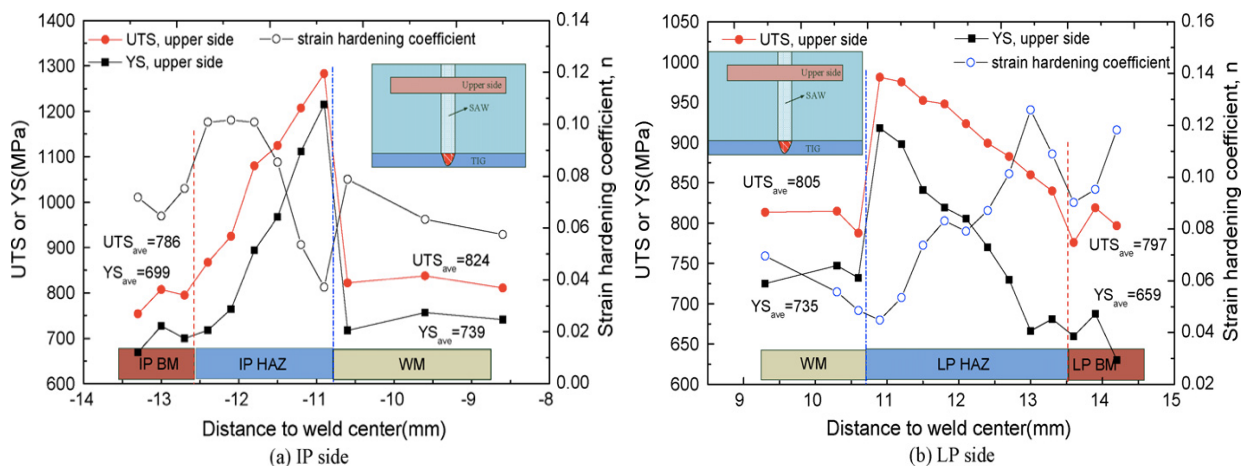 UTS, upper side
strain hardening coefficient
YS, upper side
UTS or YS(MPa)
1400
1300
1200
1100
1000
900
800
700
600
Strain hardening coefficient, n
0.14
0.12
0.10
0.08
0.06
0.04
0.02
0.00
Upper side
SAW
TIG
UTSave=786
YSave=699
UTSave=824
YSave=739
IP BM
IP HAZ
WM
-14 -13 -12 -11 -10 -9 -8
Distance to weld center(mm)
(a) IP side
UTS, upper side
YS, upper side
strain hardening coefficient
UTS or YS(MPa)
1050
1000
950
900
850
800
750
700
675
650
625
600
Strain hardening coefficient, n
0.16
0.14
0.12
0.10
0.08
0.06
0.04
0.02
Upper side
SAW
TIG
UTSave=805
YSave=735
UTSave=797
YSave=659
WM
LP HAZ
LP BM
9 10 11 12 13 14 15
Distance to weld center(mm)
(b) LP side